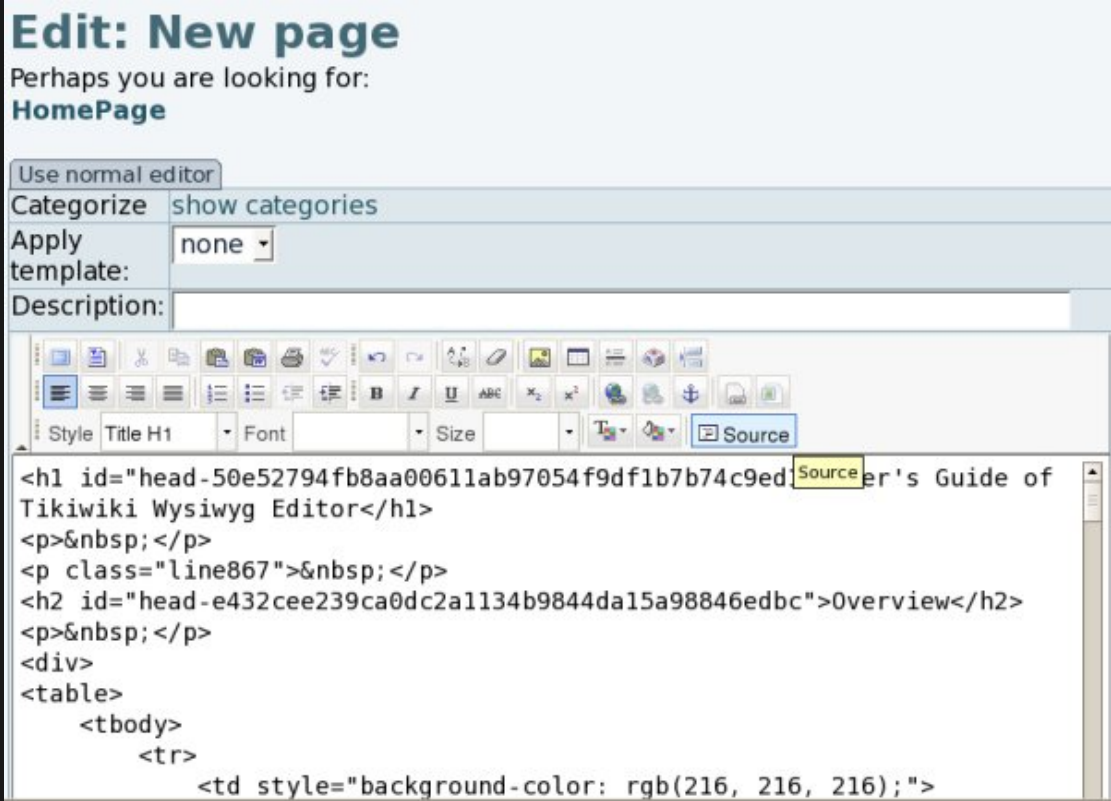 Edit: New page
Perhaps you are looking for:
HomePage
Use normal editor
Categorize show categories
Apply template: none
Description:
B I U ABC x₂ x²
Style Title H1 Font Size Source
Source
<h1 id="head-50e52794fb8aa00611ab97054f9df1b7b74c9ed er's Guide of
Tikiwiki Wysiwyg Editor</h1>
<p>&nbsp;</p>
<p class="line867">&nbsp;</p>
<h2 id="head-e432cee239ca0dc2a1134b9844da15a98846edbc">Overview</h2>
<p>&nbsp;</p>
<div>
<table>
<tbody>
<tr>
<td style="background-color: rgb(216, 216, 216);">